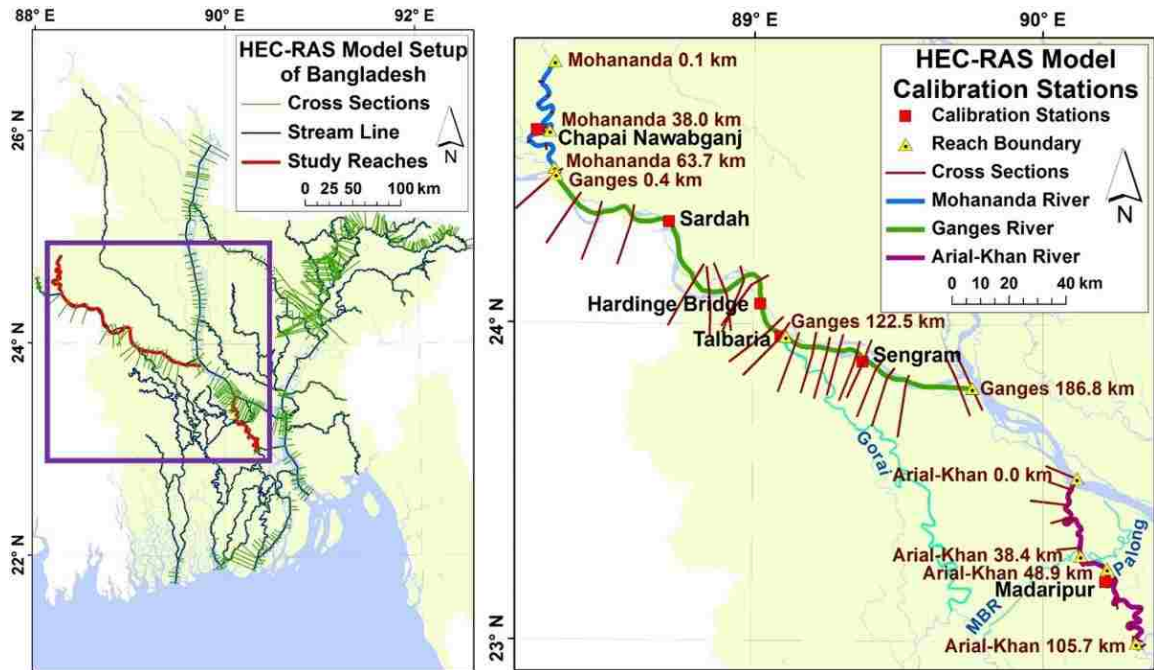 88° E
90° E
92° E
HEC-RAS Model Setup
of Bangladesh
Cross Sections
Stream Line
Study Reaches
N
0 25 50 100 km
26° N
24° N
22° N
89° E
90° E
HEC-RAS Model
Calibration Stations
Calibration Stations
Reach Boundary
Cross Sections
Mohananda River
Ganges River
Arial-Khan River
N
0 10 20 40 km
Mohananda 0.1 km
Mohananda 38.0 km
Chapai Nawabganj
Mohananda 63.7 km
Ganges 0.4 km
Sardah
Hardinge Bridge
24° N
Ganges 122.5 km
Talbaria
Sengram
Ganges 186.8 km
Gorai
Arial-Khan 0.0 km
Arial-Khan 38.4 km
Arial-Khan 48.9 km
Palong
Madaripur
MBR
23° N
Arial-Khan 105.7 km